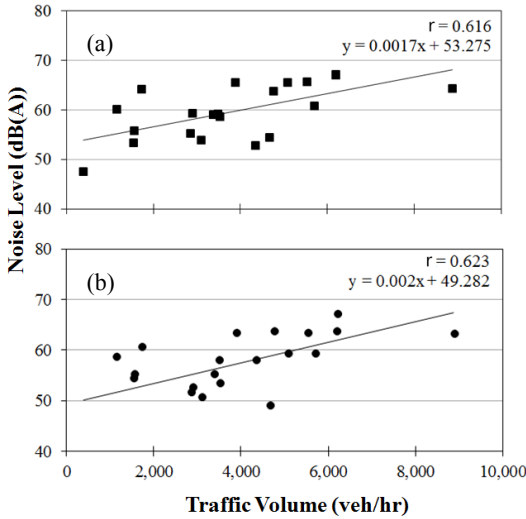 r = 0.616
y = 0.0017x + 53.275
(a)
80
70
60
50
40
r = 0.623
y = 0.002x + 49.282
(b)
80
70
60
50
40
0
2,000
4,000
6,000
8,000
10,000
Noise Level (dB(A))
Traffic Volume (veh/hr)